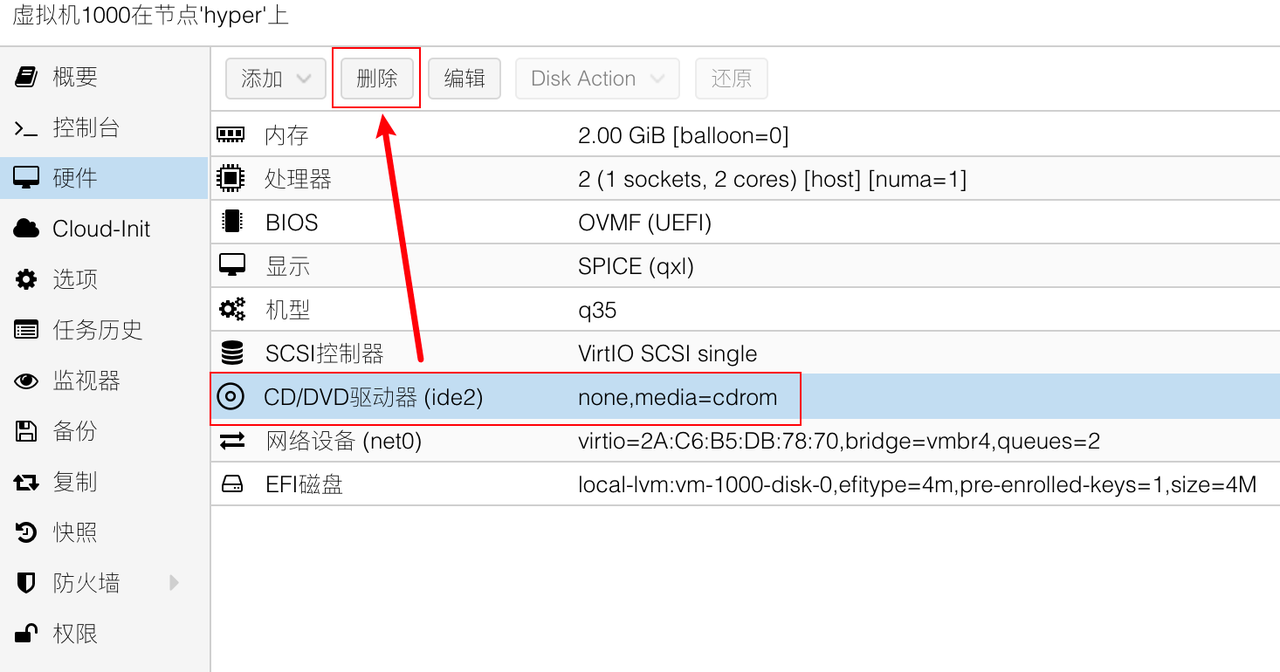 虚拟机1000在节点'hyper'上
概要
控制台
硬件
Cloud-Init
选项
任务历史
监视器
备份
复制
快照
防火墙
权限
添加 删除 编辑 Disk Action 还原
内存 2.00 GiB [balloon=0]
处理器 2 (1 sockets, 2 cores) [host] [numa=1]
BIOS OVMF (UEFI)
显示 SPICE (qxl)
机型 q35
SCSI控制器 VirtIO SCSI single
CD/DVD驱动器 (ide2) none,media=cdrom
网络设备 (net0) virtio=2A:C6:B5:DB:78:70,bridge=vmbr4,queues=2
EFI磁盘 local-lvm:vm-1000-disk-0,efitype=4m,pre-enrolled-keys=1,size=4M